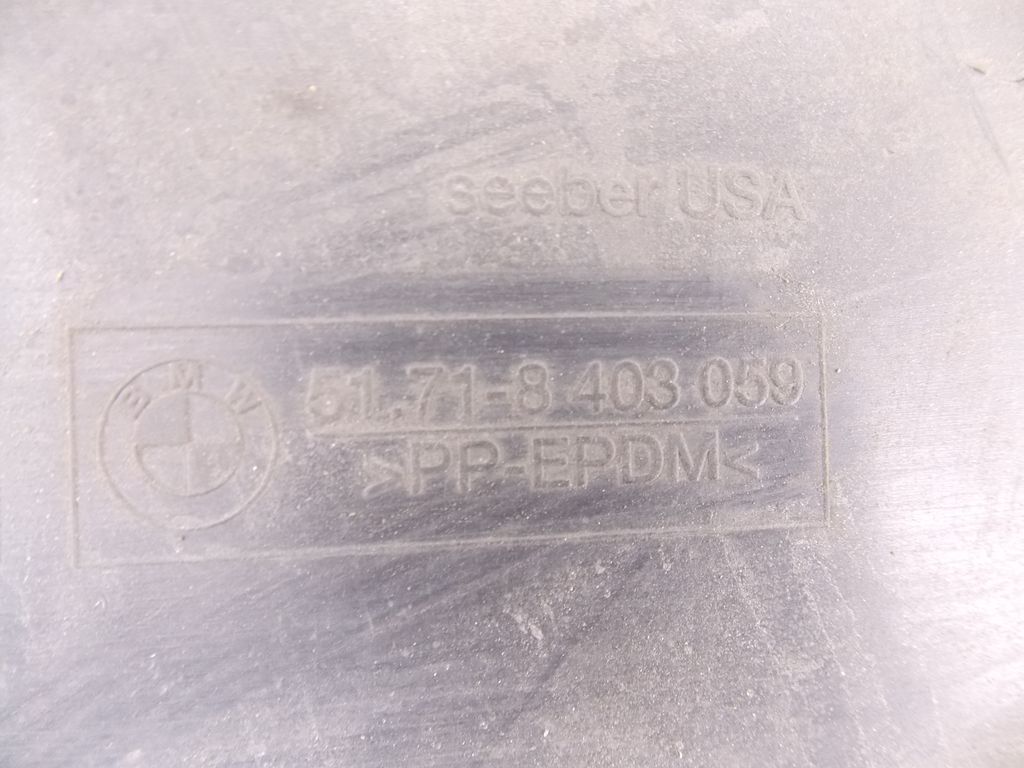 seeber USA
BMW
51.71-8 403 059
>PP-EPDM<